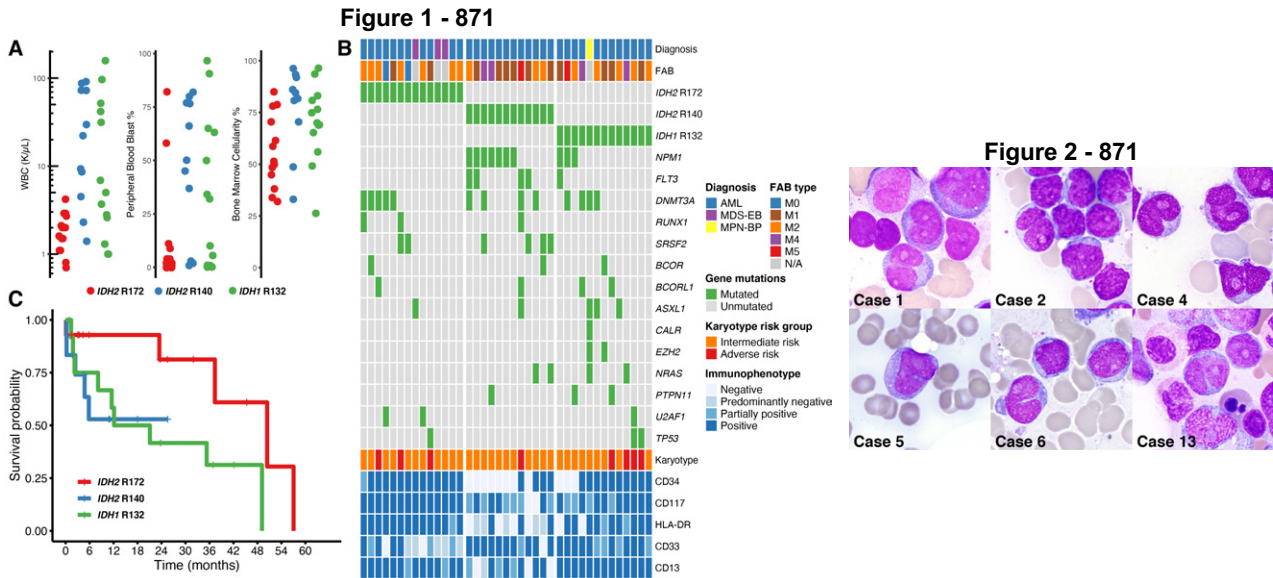 Figure 1 - 871
A
WBC (K/µL)
100
10
1
Peripheral Blood Blast %
100
75
50
25
0
Bone Marrow Cellularity %
100
75
50
25
0
IDH2 R172
IDH2 R140
IDH1 R132
B
Diagnosis
FAB
IDH2 R172
IDH2 R140
IDH1 R132
NPM1
FLT3
DNMT3A
RUNX1
SRSF2
BCOR
BCORL1
ASXL1
CALR
EZH2
NRAS
PTPN11
U2AF1
TP53
Karyotype
CD34
CD117
HLA-DR
CD33
CD13
Diagnosis
AML
MDS-EB
MPN-BP
FAB type
M0
M1
M2
M4
M5
N/A
Gene mutations
Mutated
Unmutated
Karyotype risk group
Intermediate risk
Adverse risk
Immunophenotype
Negative
Predominantly negative
Partially positive
Positive
C
Survival probability
1.00
0.75
0.50
0.25
0.00
IDH2 R172
IDH2 R140
IDH1 R132
0 6 12 18 24 30 36 42 48 54 60
Time (months)
Figure 2 - 871
Case 1
Case 2
Case 4
Case 5
Case 6
Case 13